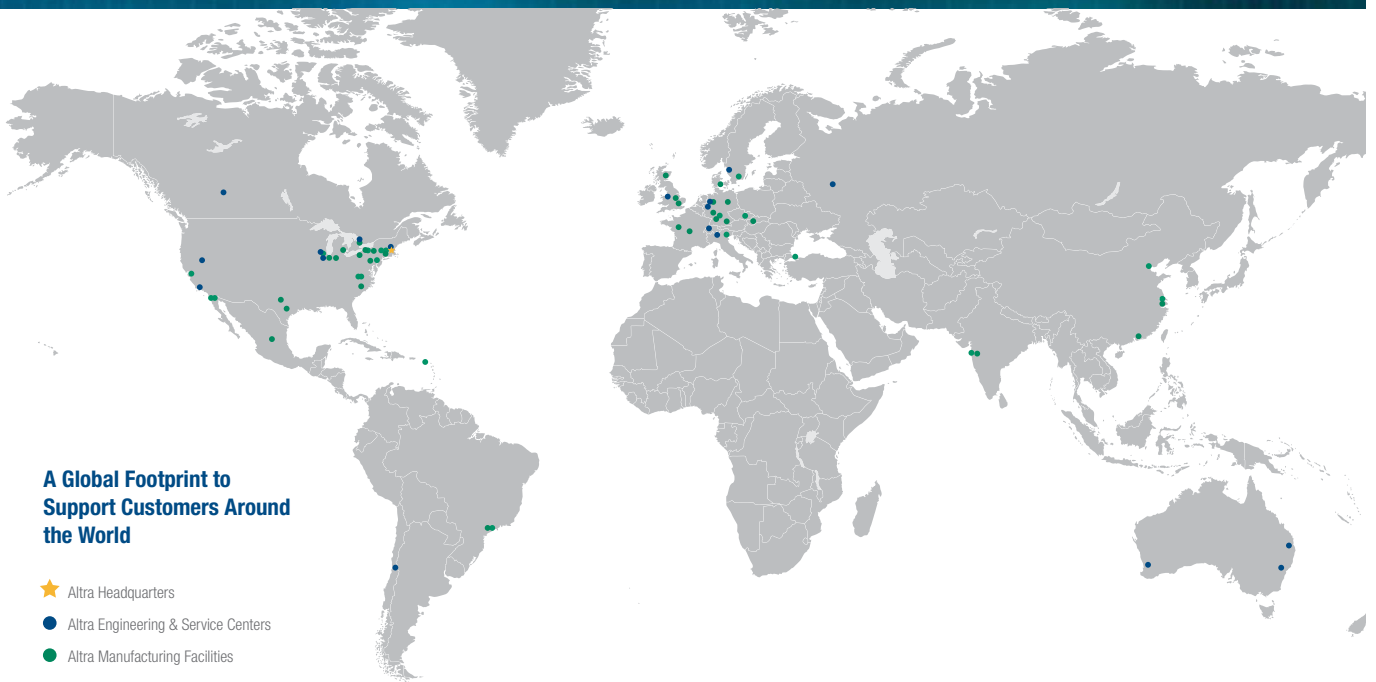 A Global Footprint to
Support Customers Around
the World
Altra Headquarters
Altra Engineering & Service Centers
Altra Manufacturing Facilities